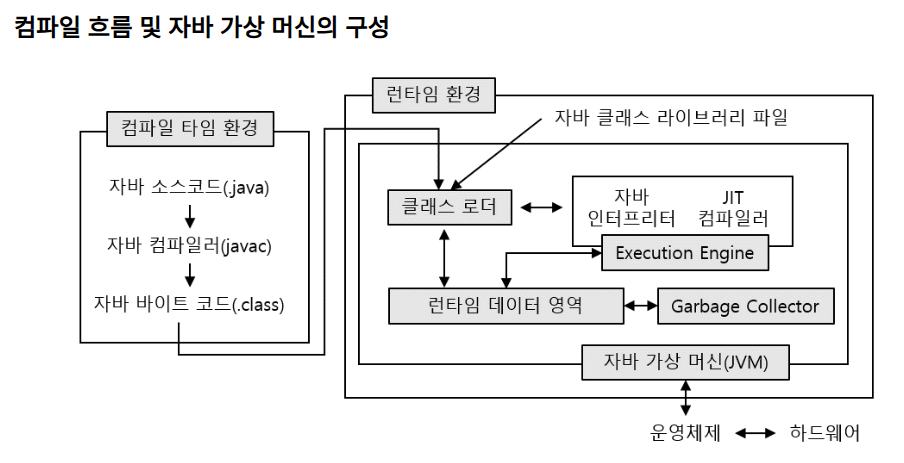 컴파일 흐름 및 자바 가상 머신의 구성
런타임 환경
컴파일 타임 환경
자바 클래스 라이브러리 파일
자바 소스코드(.java)
자바 컴파일러(javac)
자바 바이트 코드(.class)
클래스 로더
자바
인터프리터
JIT
컴파일러
Execution Engine
런타임 데이터 영역
Garbage Collector
자바 가상 머신(JVM)
운영체제
하드웨어